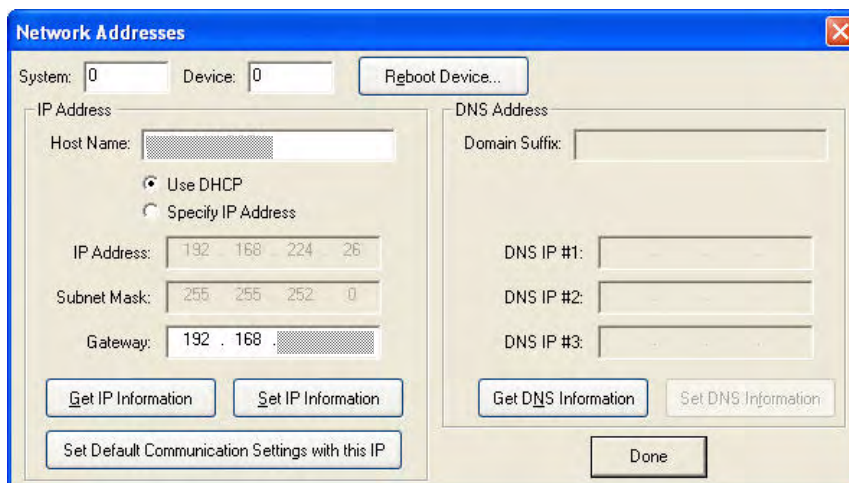 Network Addresses
System: 0 Device: 0 Reboot Device...
IP Address
Host Name:
Use DHCP
Specify IP Address
IP Address: 192 . 168 . 224 . 26
Subnet Mask: 255 . 255 . 252 . 0
Gateway: 192 . 168 .
Get IP Information Set IP Information
Set Default Communication Settings with this IP
DNS Address
Domain Suffix:
DNS IP #1:
DNS IP #2:
DNS IP #3:
Get DNS Information Set DNS Information
Done